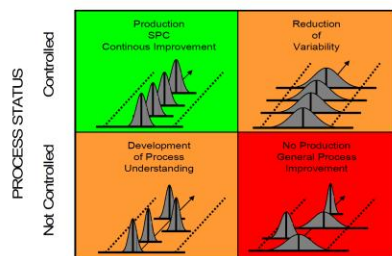 PROCESS STATUS
Controlled
Not Controlled
Production
SPC
Continous Improvement
Reduction
of
Variability
Development
of Process
Understanding
No Production
General Process
Improvement